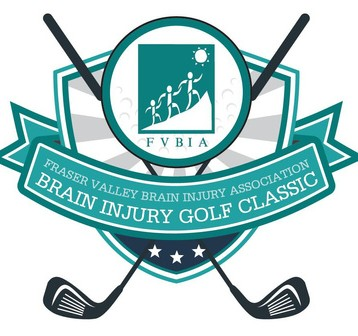 FVBIA
FRASER VALLEY BRAIN INJURY ASSOCIATION
BRAIN INJURY GOLF CLASSIC